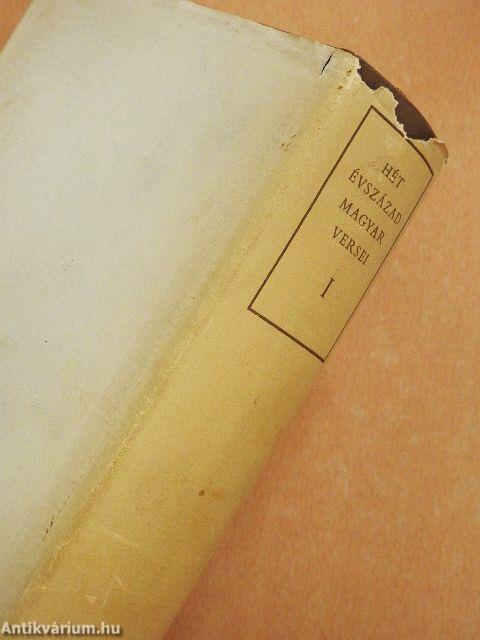 HÉT
ÉVSZÁZAD
MAGYAR
VERSEI
I
Antikvárium.hu